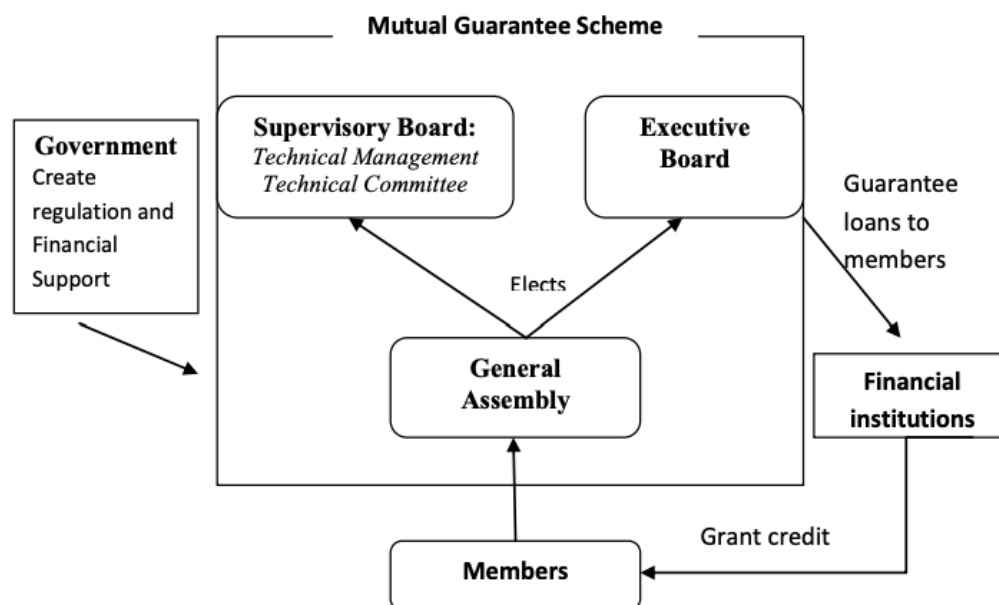 Mutual Guarantee Scheme
Government
Create
regulation and
Financial
Support
Supervisory Board:
Technical Management
Technical Committee
Executive
Board
Guarantee
loans to
members
Elects
General
Assembly
Financial
institutions
Grant credit
Members